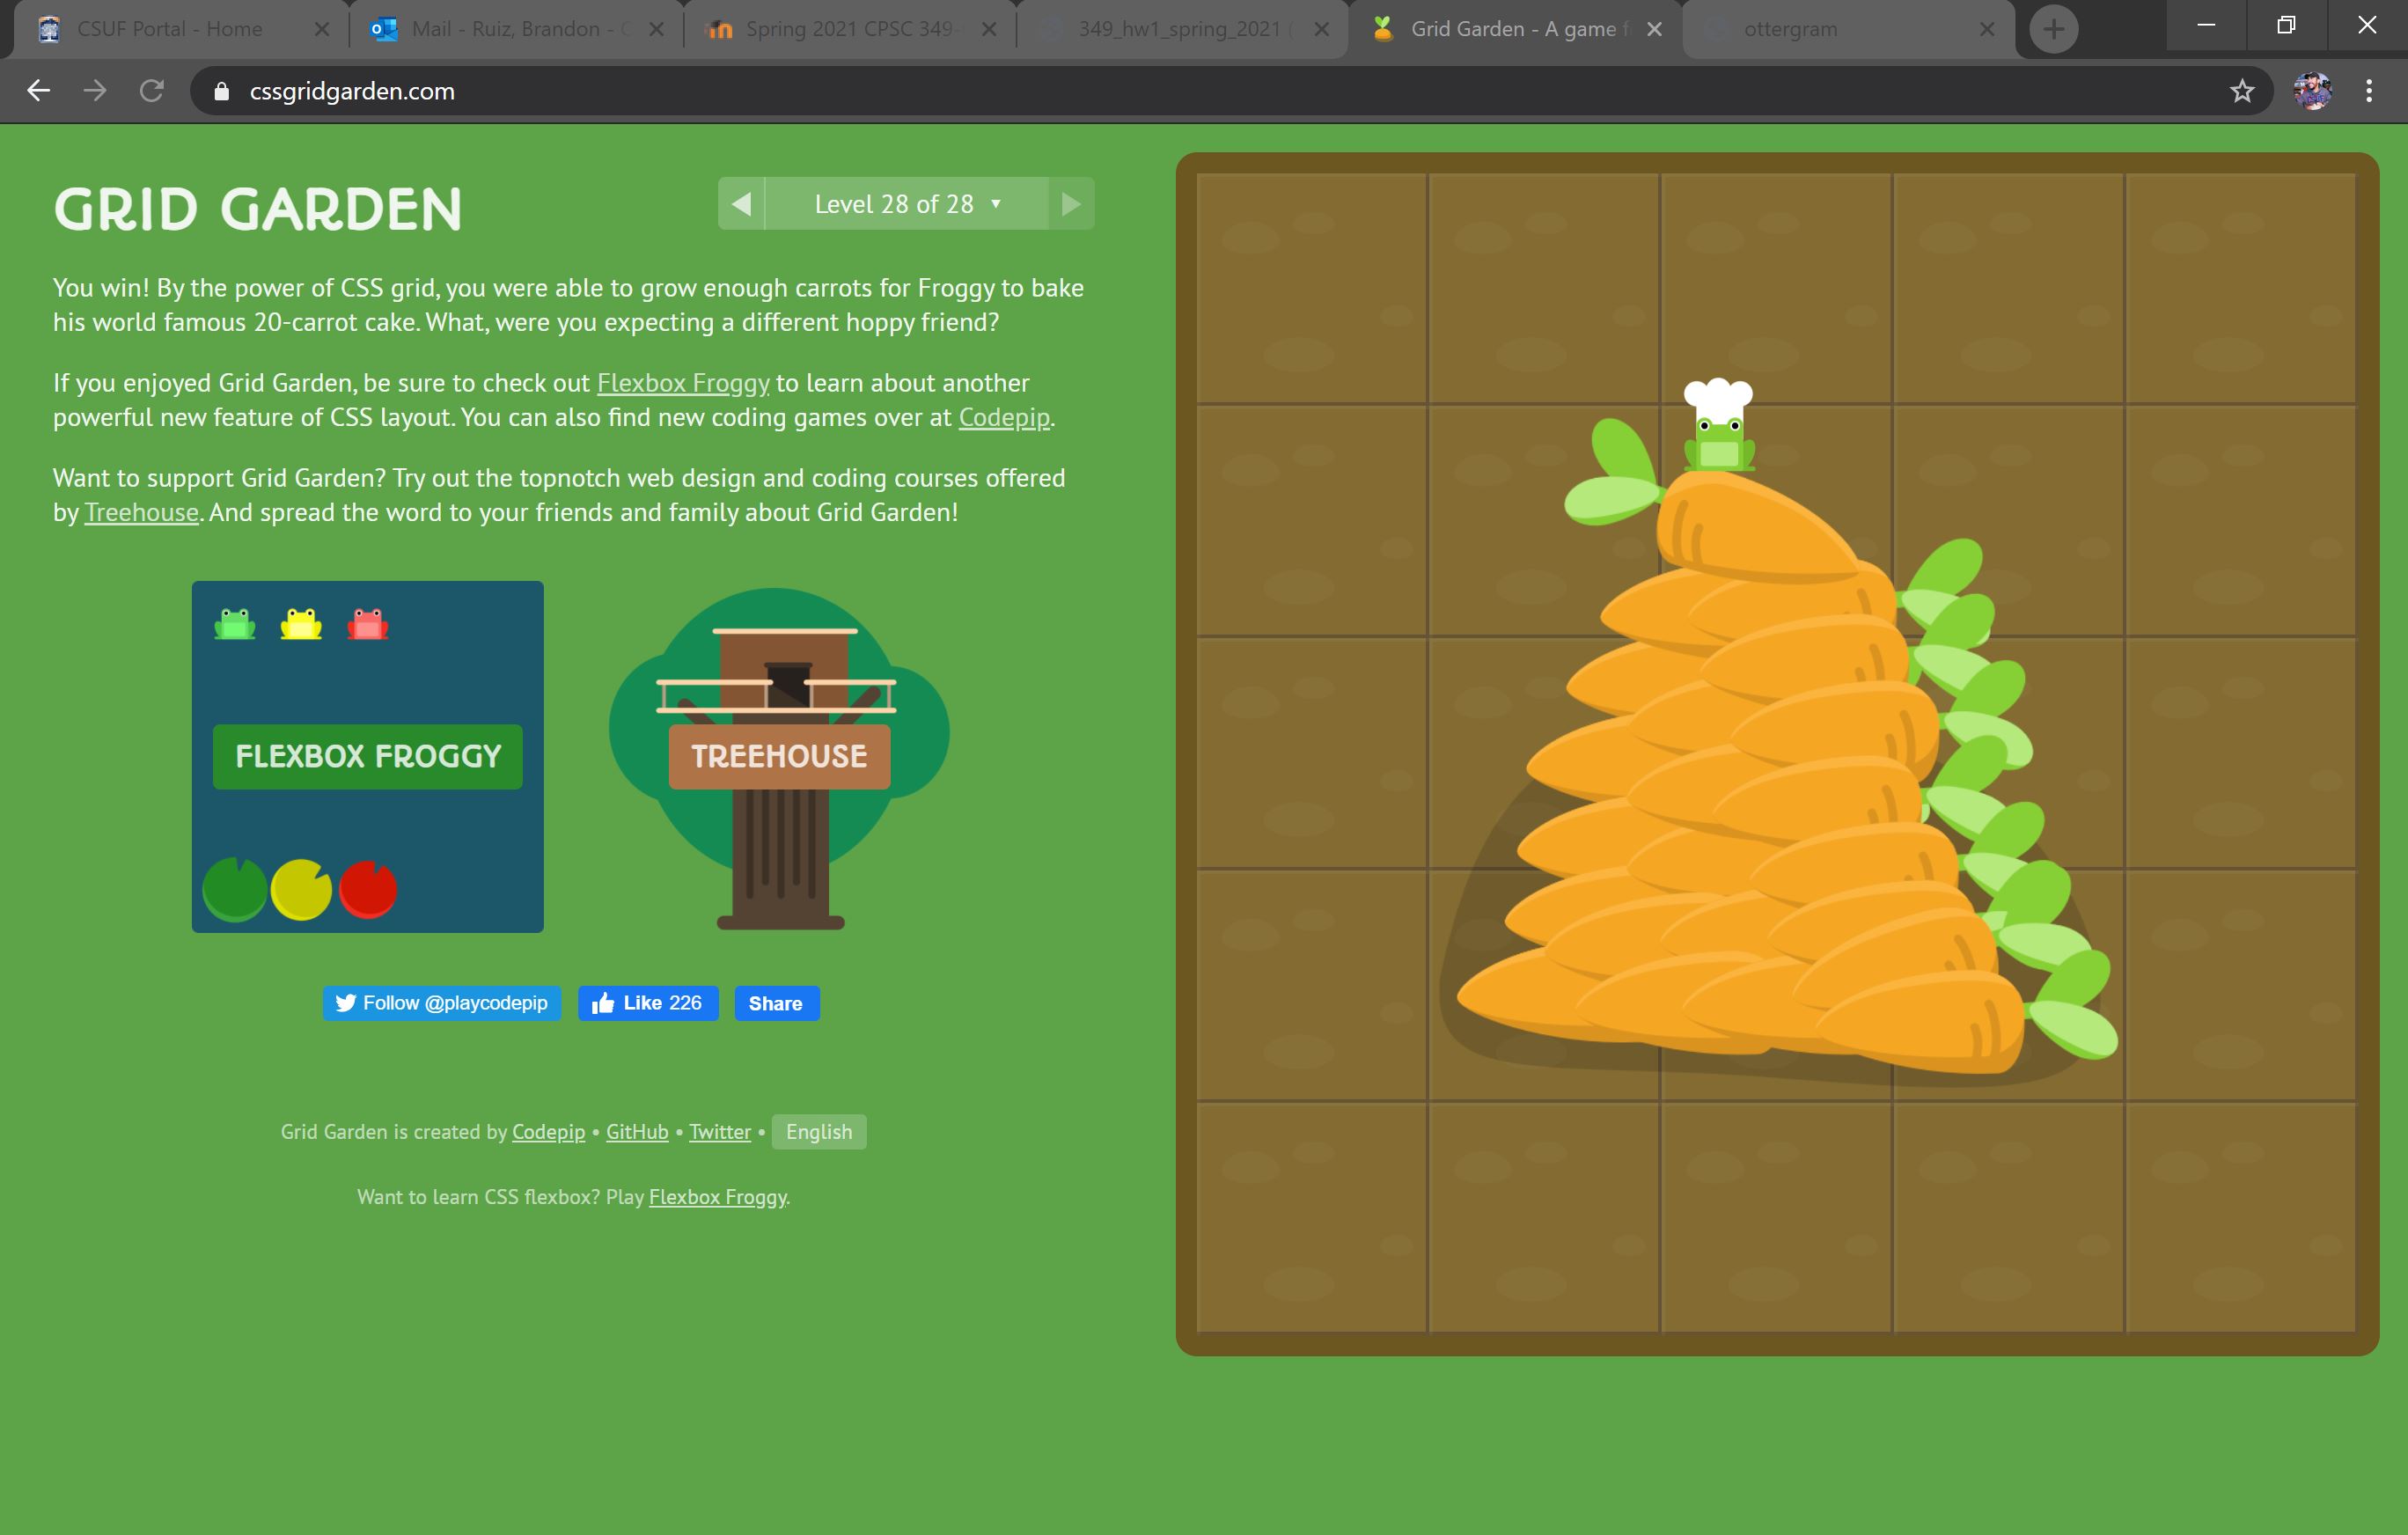 CSUF Portal - Home
Mail - Ruiz, Brandon -
Spring 2021 CPSC 349-
349_hw1_spring_2021 (
Grid Garden - A game f
ottergram
cssgridgarden.com
GRID GARDEN
Level 28 of 28
You win! By the power of CSS grid, you were able to grow enough carrots for Froggy to bake
his world famous 20-carrot cake. What, were you expecting a different hoppy friend?
If you enjoyed Grid Garden, be sure to check out Flexbox Froggy to learn about another
powerful new feature of CSS layout. You can also find new coding games over at Codepip.
Want to support Grid Garden? Try out the topnotch web design and coding courses offered
by Treehouse. And spread the word to your friends and family about Grid Garden!
FLEXBOX FROGGY
TREEHOUSE
Follow @playcodepip
Like 226
Share
Grid Garden is created by Codepip • GitHub • Twitter • English
Want to learn CSS flexbox? Play Flexbox Froggy.